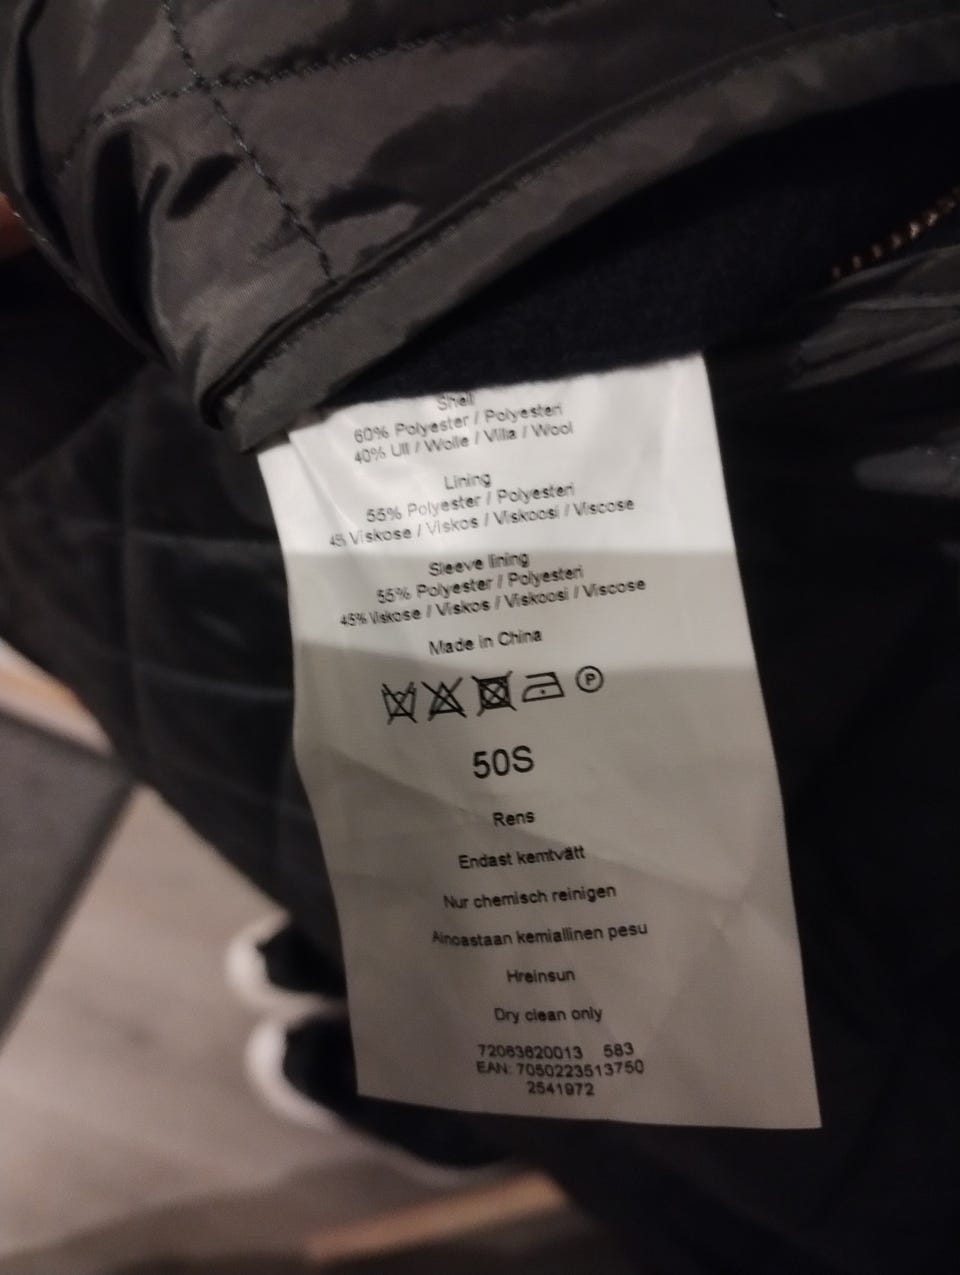 Shell
60% Polyester / Polyesteri
40% Ull / Wolle / Villa / Wool
Lining
55% Polyester / Polyesteri
45% Viskose / Viskos / Viskoosi / Viscose
Sleeve lining
55% Polyester / Polyesteri
45% Viskose / Viskos / Viskoosi / Viscose
Made in China
P
50S
Rens
Endast kemtvätt
Nur chemisch reinigen
Ainoastaan kemiallinen pesu
Hreinsun
Dry clean only
72083820013 583
EAN: 7050223513750
2541972